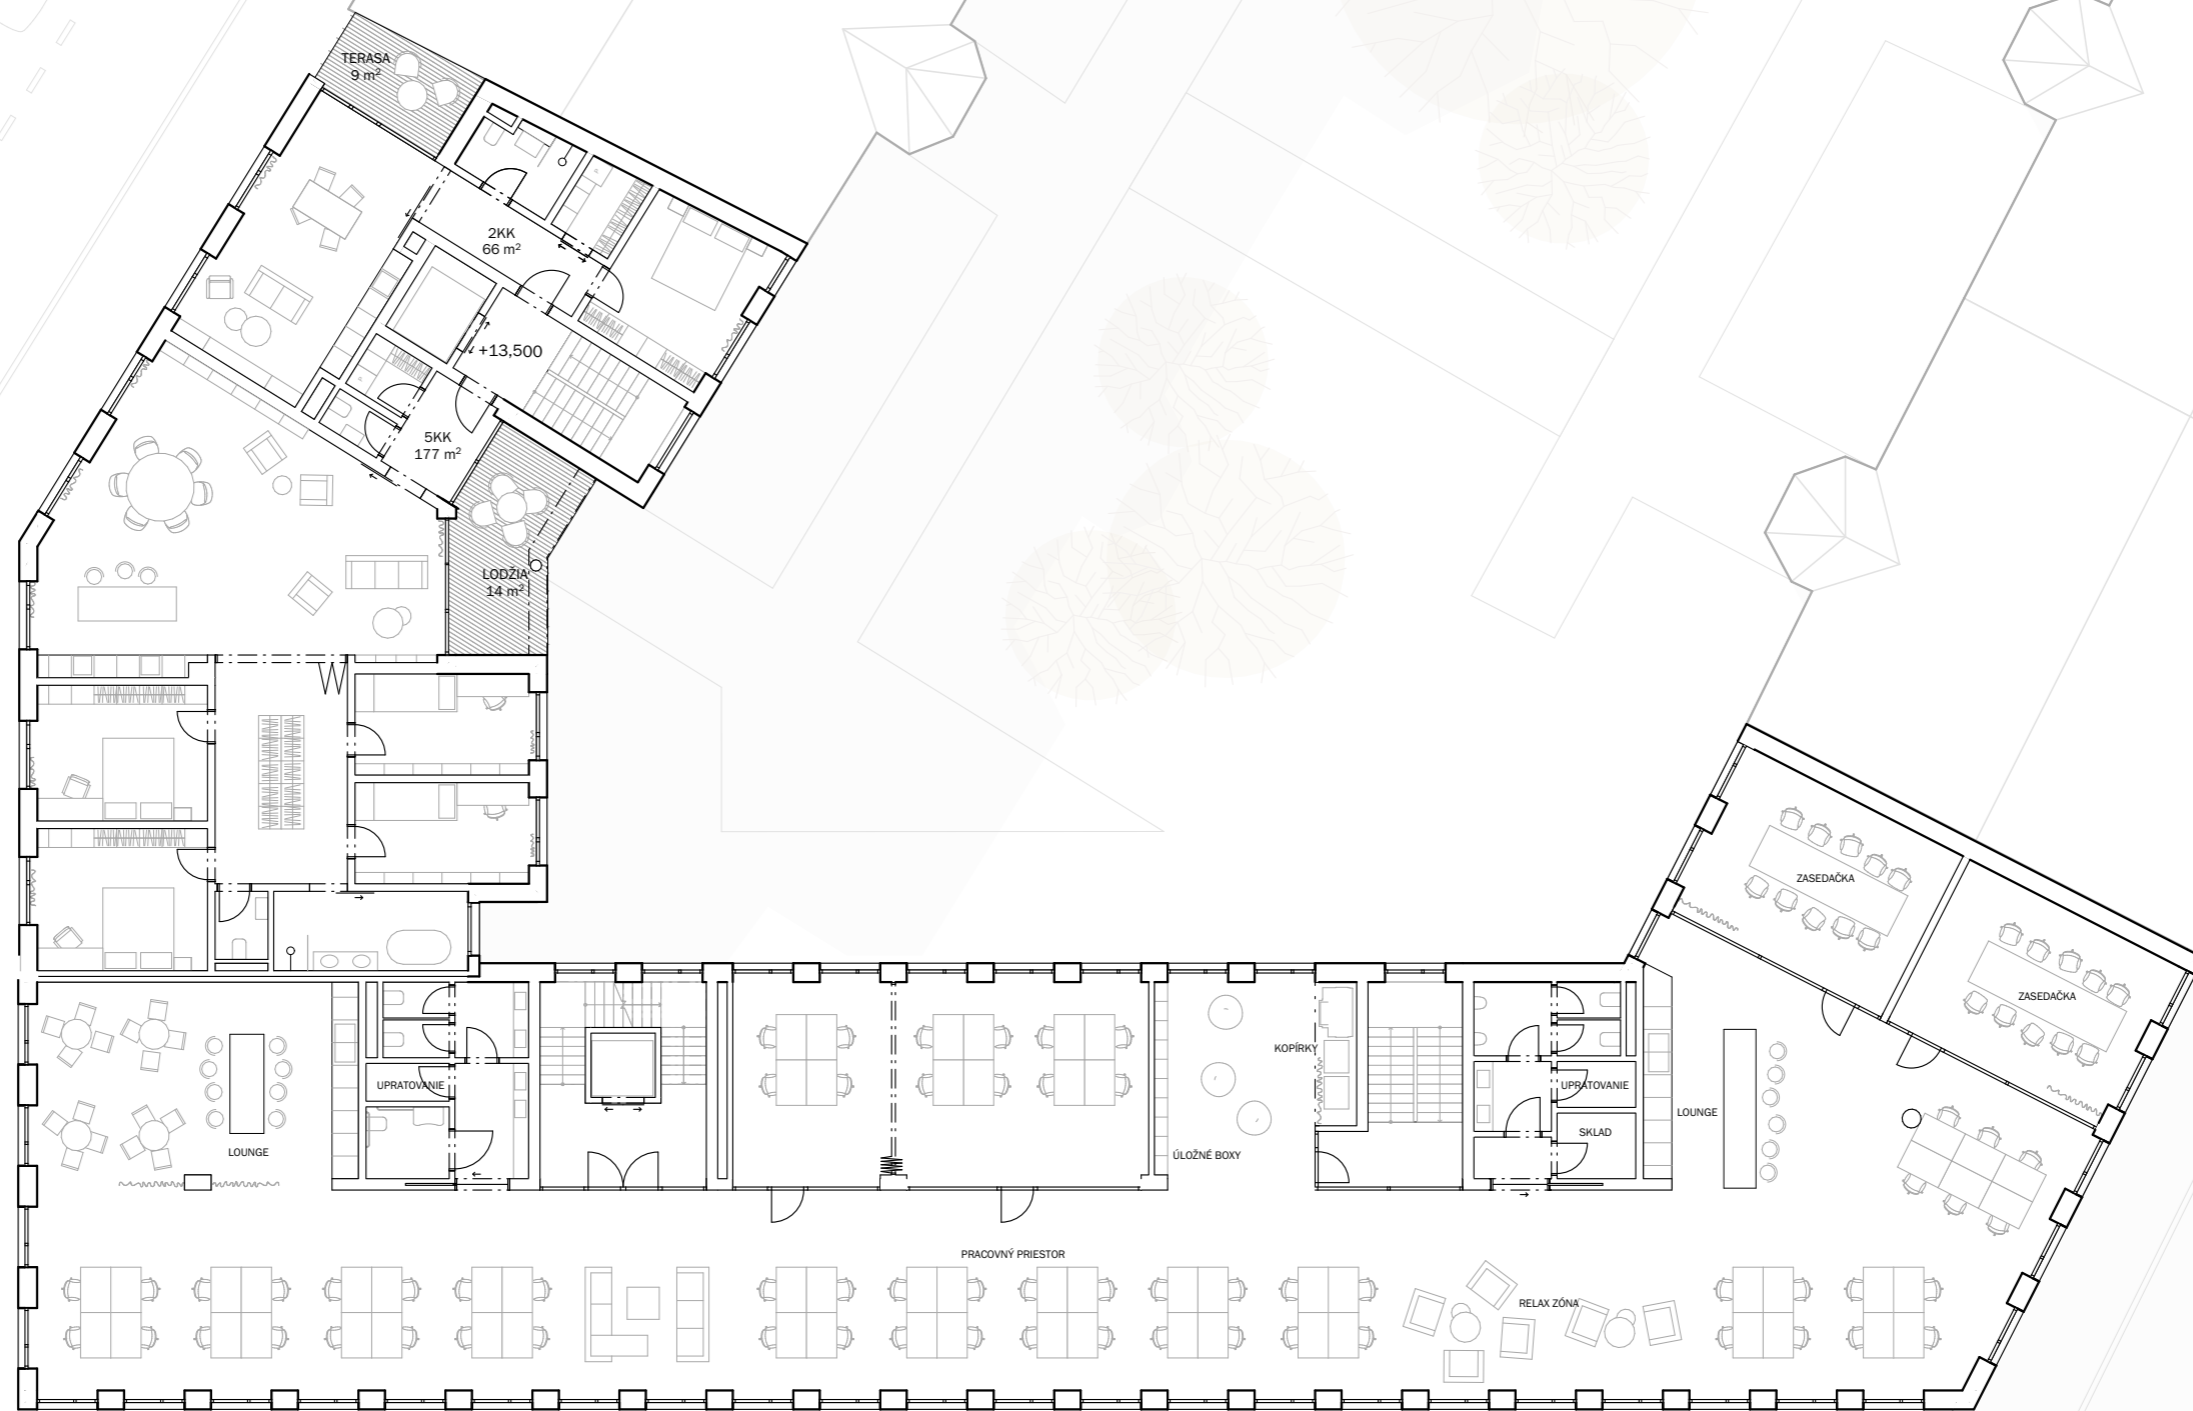 TERASA
9 m²
2KK
66 m²
+13,500
5KK
177 m²
LODŽIA
14 m²
ZASEDAČKA
ZASEDAČKA
KOPÍRKY
UPRATOVANIE
UPRATOVANIE
LOUNGE
SKLAD
LOUNGE
ÚLOŽNÉ BOXY
PRACOVNÝ PRIESTOR
RELAX ZÓNA